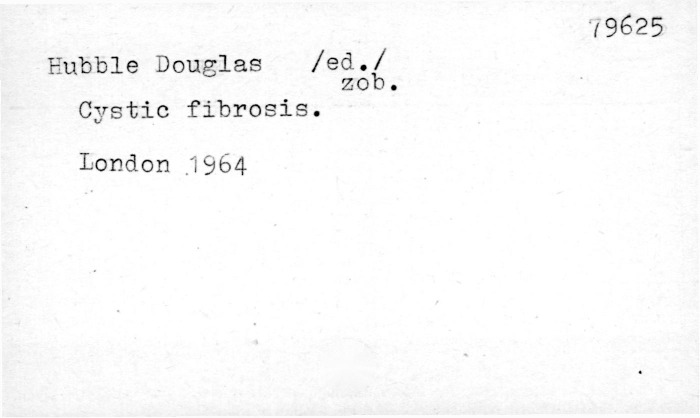 79625
Hubble Douglas /ed./
zob.
Cystic fibrosis.
London 1964